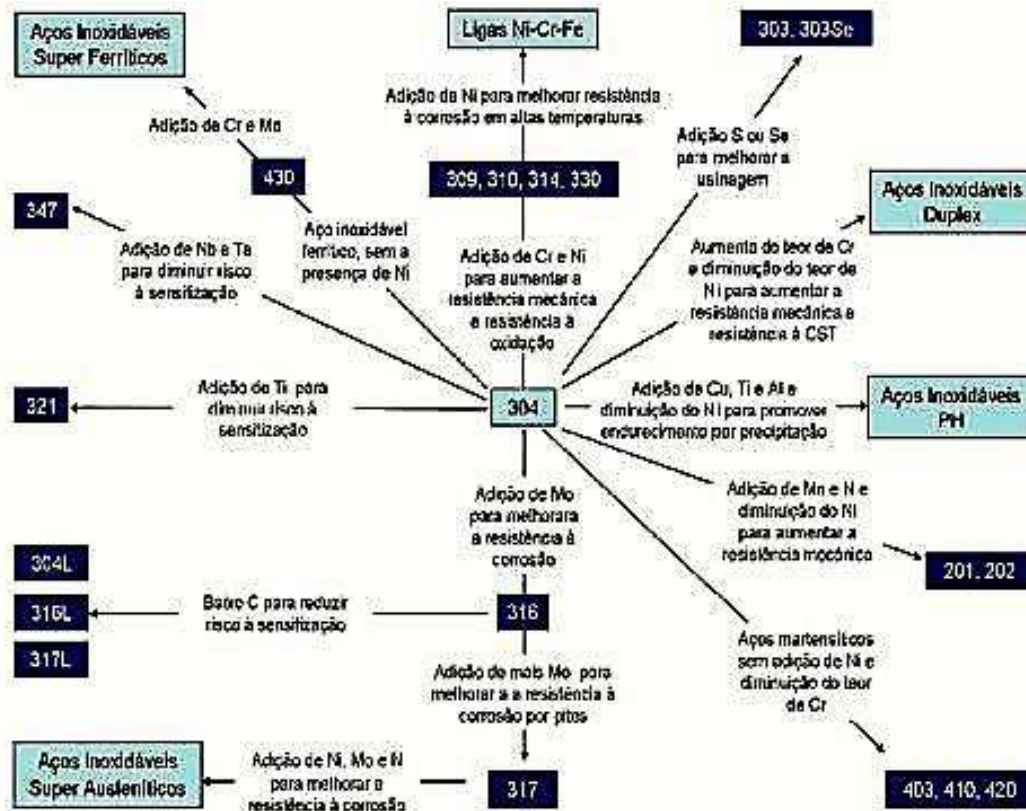 Aços Inoxidáveis
Super Ferríticos
Ligas Ni-Cr-Fe
303, 303Se
Adição de Ni para melhorar resistência
à corrosão em altas temperaturas
Adição de Cr e Mo
Adição S ou Se
para melhorar a
usinagem
430
309, 310, 314, 330
Aços Inoxidáveis
Duplex
347
Adição de Nb e Ta
para diminuir risco
à sensitização
Aço inoxidável
ferrítico, sem a
presença de Ni
Adição de Cr e Ni
para aumentar a
resistência mecânica
e resistência à
oxidação
Aumento do teor de Cr
e diminuição do teor de
Ni para aumentar a
resistência mecânica e
resistência à CST
321
Adição de Ti para
diminuir risco à
sensitização
304
Adição de Cu, Ti e Al e
diminuição do Ni para promover
endurecimento por precipitação
Aços Inoxidáveis
PH
Adição de Mo
para melhorara
a resistência à
corrosão
Adição de Mn e N e
diminuição do Ni
para aumentar a
resistência mecânica
201, 202
304L
316L
317L
Baixo C para reduzir
risco à sensitização
316
Aços martensíticos
sem adição de Ni e
diminuição do teor
de Cr
Adição de mais Mo para
melhorar a a resistência à
corrosão por pites
Aços Inoxidáveis
Super Austeníticos
Adição de Ni, Mo e N
para melhorar a
resistência à corrosão
317
403, 410, 420